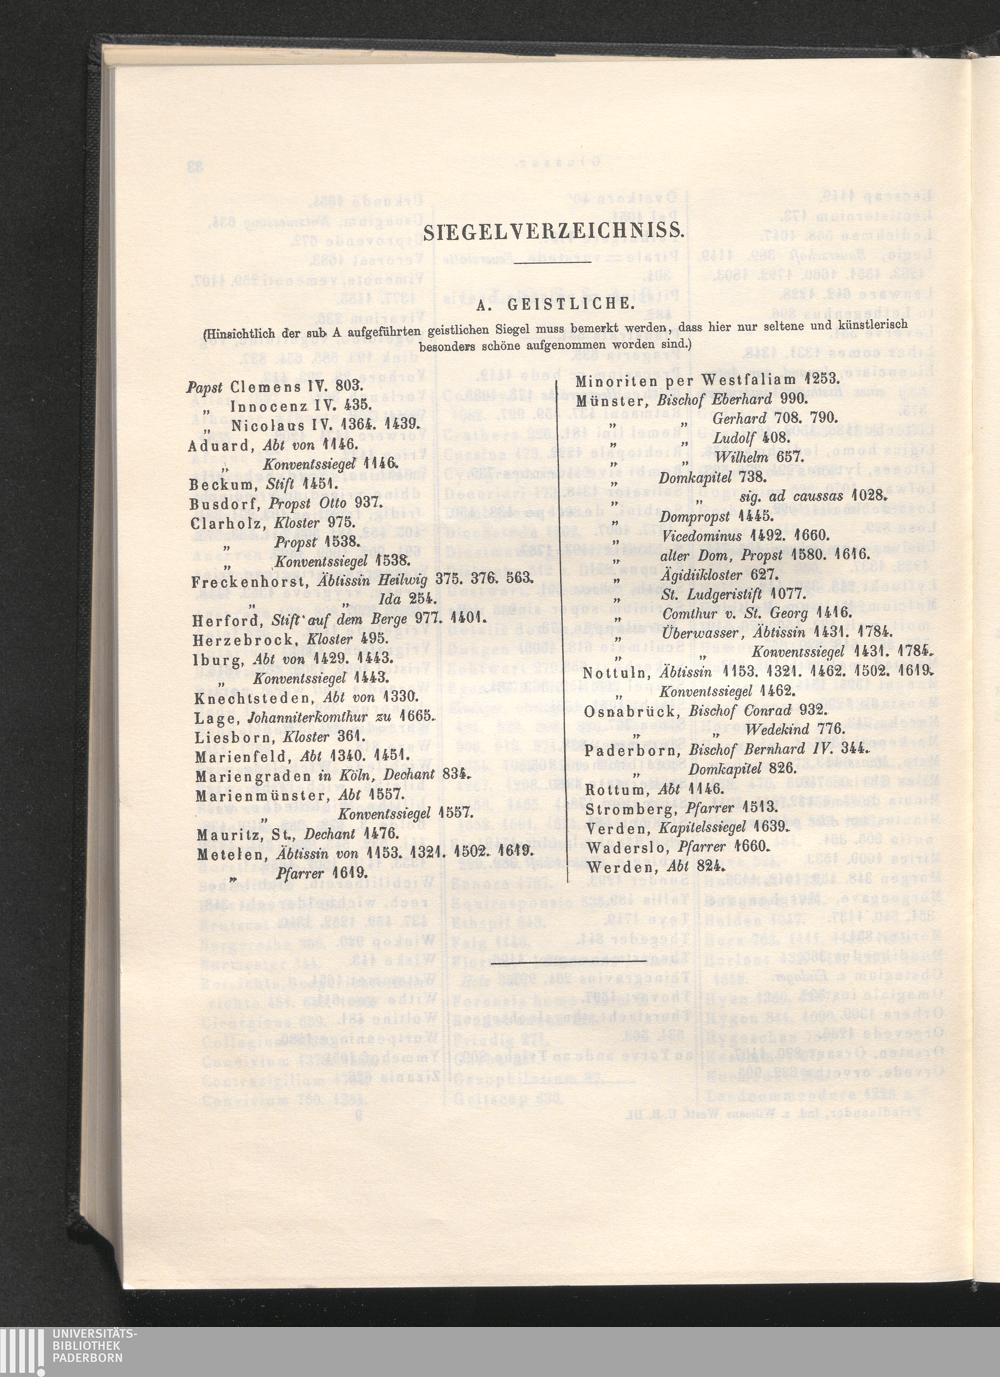 SIEGELVERZEICHNISS.
A. GEISTLICHE.
(Hinsichtlich der sub A aufgeführten geistlichen Siegel muss bemerkt werden, dass hier nur seltene und künstlerisch
besonders schöne aufgenommen worden sind.)
Papst Clemens IV. 803.
„ Innocenz IV. 435.
„ Nicolaus IV. 1364. 1439.
Aduard, Abt von 1146.
„ Konventssiegel 1146.
Beckum, Stift 1451.
Busdorf, Propst Otto 937.
Clarholz, Kloster 975.
„ Propst 1538.
„ Konventssiegel 1538.
Freckenhorst, Äbtissin Heilwig 375. 376. 563.
„ „ Ida 254.
Herford, Stift auf dem Berge 977. 1401.
Herzebrock, Kloster 495.
Iburg, Abt von 1429. 1443.
„ Konventssiegel 1443.
Knechtsteden, Abt von 1330.
Lage, Johanniterkomthur zu 1665.
Liesborn, Kloster 361.
Marienfeld, Abt 1340. 1451.
Mariengraden in Köln, Dechant 834.
Marienmünster, Abt 1557.
„ Konventssiegel 1557.
Mauritz, St., Dechant 1476.
Metelen, Äbtissin von 1153. 1321. 1502. 1619.
„ Pfarrer 1619.
Minoriten per Westfaliam 1253.
Münster, Bischof Eberhard 990.
„ „ Gerhard 708. 790.
„ „ Ludolf 408.
„ „ Wilhelm 657.
„ Domkapitel 738.
„ „ sig. ad caussas 1028.
„ Dompropst 1445.
„ Vicedominus 1492. 1660.
„ alter Dom, Propst 1580. 1616.
„ Ägidiikloster 627.
„ St. Ludgeristift 1077.
„ Comthur v. St. Georg 1416.
„ Überwasser, Äbtissin 1431. 1784.
„ „ Konventssiegel 1431. 1784.
Nottuln, Äbtissin 1153. 1321. 1462. 1502. 1619.
„ Konventssiegel 1462.
Osnabrück, Bischof Conrad 932.
„ „ Wedekind 776.
Paderborn, Bischof Bernhard IV. 344.
„ Domkapitel 826.
Rottum, Abt 1146.
Stromberg, Pfarrer 1513.
Verden, Kapitelssiegel 1639.
Waderslo, Pfarrer 1660.
Werden, Abt 824.
UNIVERSITÄTS-
BIBLIOTHEK
PADERBORN